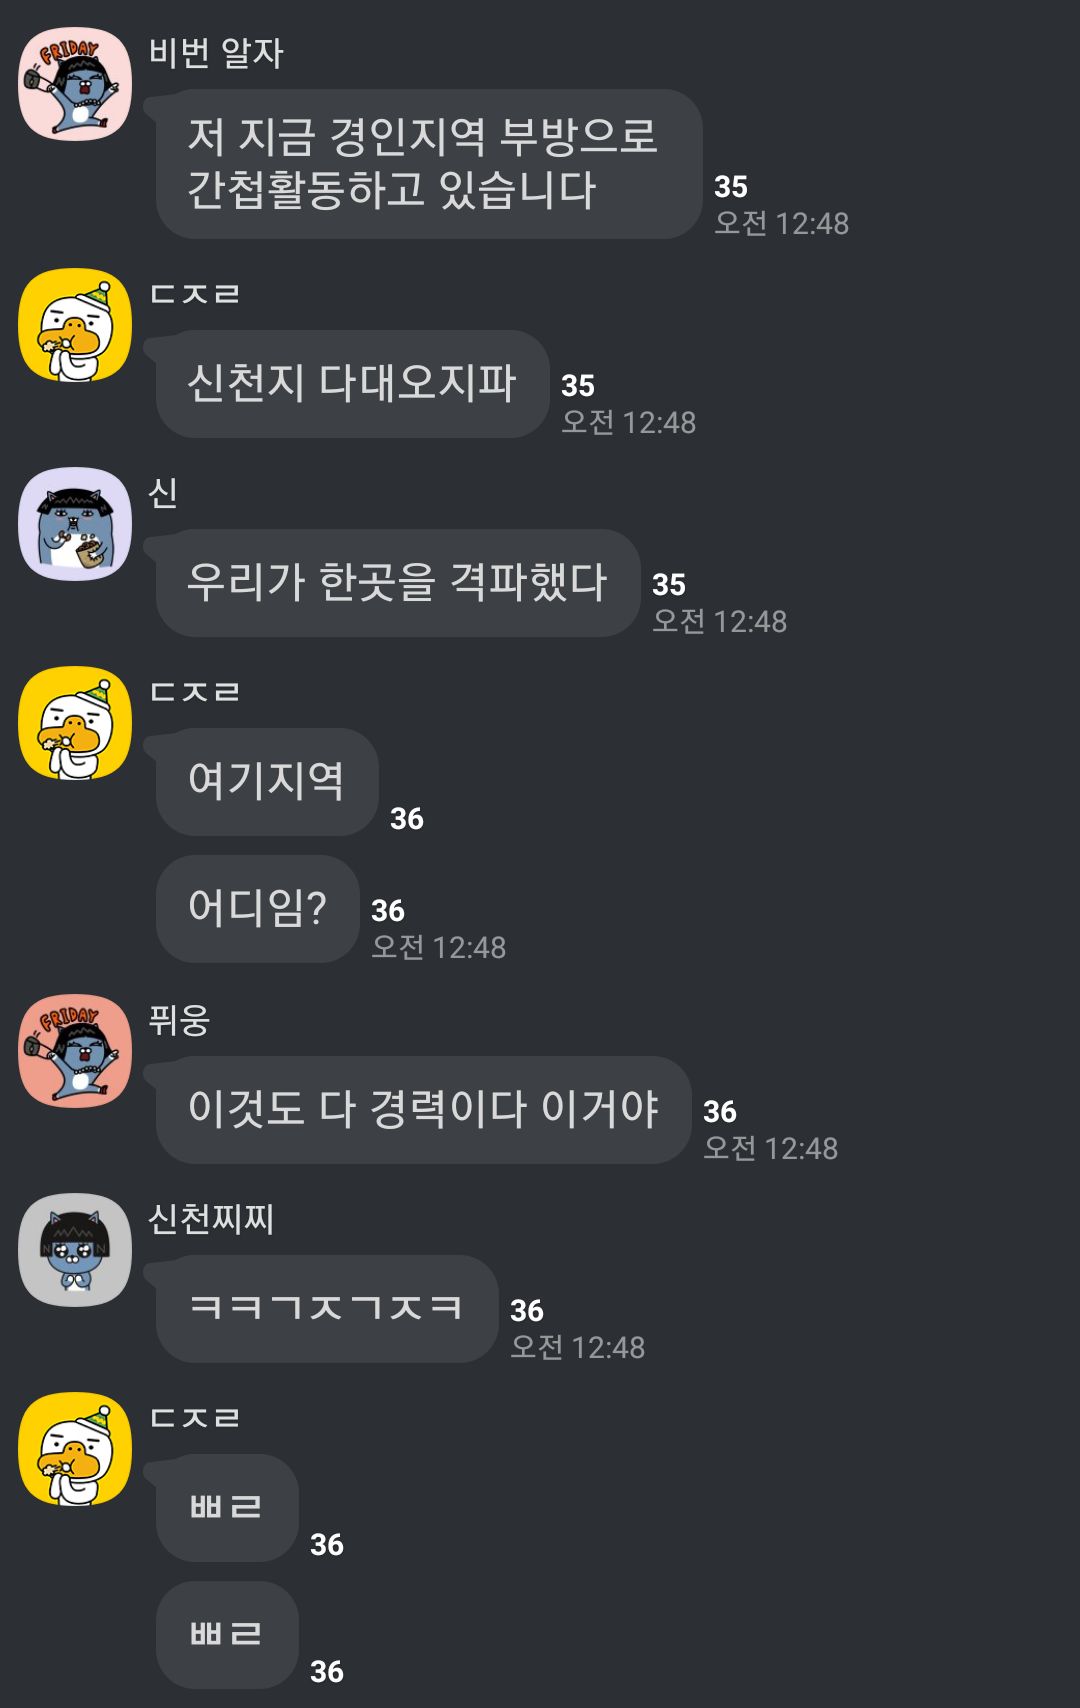 FRIDAY
비번 알자
저 지금 경인지역 부방으로
간첩활동하고 있습니다
35
오전 12:48
ㄷㅈㄹ
신천지 다대오지파
35
오전 12:48
신
우리가 한곳을 격파했다
35
오전 12:48
ㄷㅈㄹ
여기지역
36
어디임?
36
오전 12:48
FRIDAY
퓌웅
이것도 다 경력이다 이거야
36
오전 12:48
신천찌찌
ㅋㅋㄱㅈㄱㅈㅋ
36
오전 12:48
ㄷㅈㄹ
ㅃㄹ
36
ㅃㄹ
36